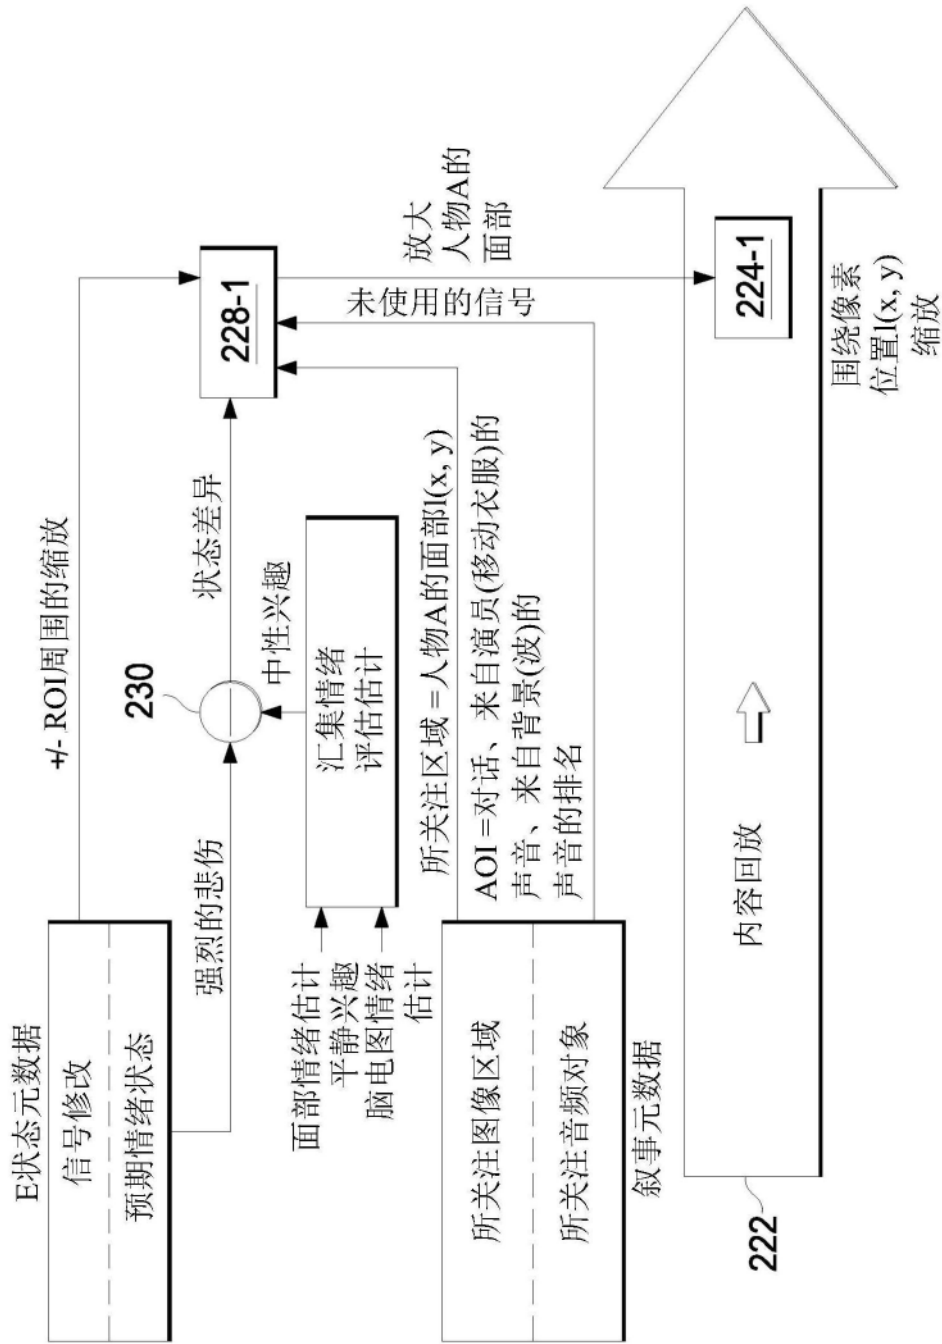 E状态元数据
信号修改
预期情绪状态
+/- ROI周围的缩放
强烈的悲伤
230
状态差异
228-1
中性兴趣
汇集情绪
评估估计
面部情绪估计
平静兴趣
脑电图情绪
估计
未使用的信号
放大
人物A的
面部
所关注图像区域
所关注音频对象
叙事元数据
所关注区域=人物A的面部l(x, y)
AOI =对话、来自演员(移动衣服)的
声音、来自背景(波)的
声音的排名
222
内容回放
224-1
围绕像素
位置l(x, y)
缩放